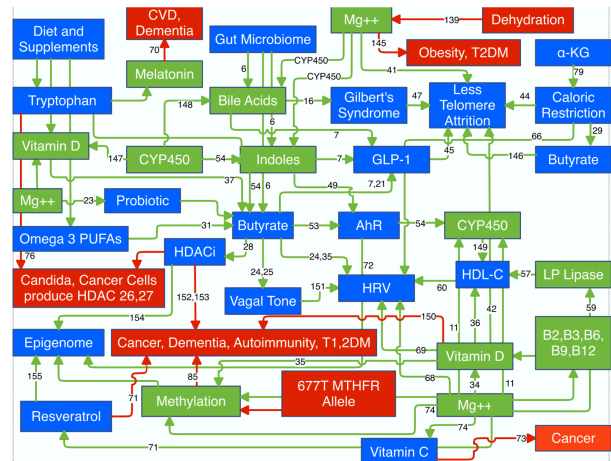 CVD,
Dementia
Mg++
139
Dehydration
Diet and
Supplements
70
Gut Microbiome
145
Obesity, T2DM
α-KG
CYP450
41
79
Melatonin
6
CYP450
Tryptophan
148
Bile Acids
16
Gilbert's
Syndrome
47
Less
Telomere
Attrition
44
Caloric
Restriction
6
7
66
29
Vitamin D
147
CYP450
54
Indoles
7
GLP-1
45
146
Butyrate
37
54
6
49
7,21
Mg++
23
Probiotic
31
Butyrate
53
AhR
54
CYP450
Omega 3 PUFAs
28
149
76
HDACi
24,35
72
Candida, Cancer Cells
produce HDAC 26,27
24,25
HRV
60
HDL-C
57
LP Lipase
152,153
Vagal Tone
151
59
154
150
11
36
42
Epigenome
Cancer, Dementia, Autoimmunity, T1,2DM
69
Vitamin D
B2,B3,B6,
B9,B12
35
155
85
68
34
11
Resveratrol
71
Methylation
677T MTHFR
Allele
74
Mg++
74
71
Vitamin C
73
Cancer